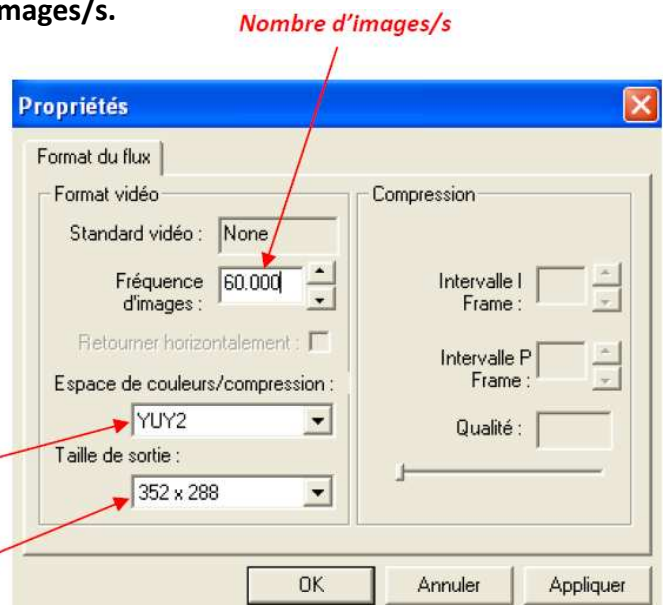 mages/s.
Nombre d'images/s
Propriétés
Format du flux
Format vidéo
Standard vidéo : None
Fréquence d'images : 60.000
Retourner horizontalement :
Espace de couleurs/compression :
YUY2
Taille de sortie :
352 x 288
Compression
Intervalle I
Frame :
Intervalle P
Frame :
Qualité :
OK Annuler Appliquer